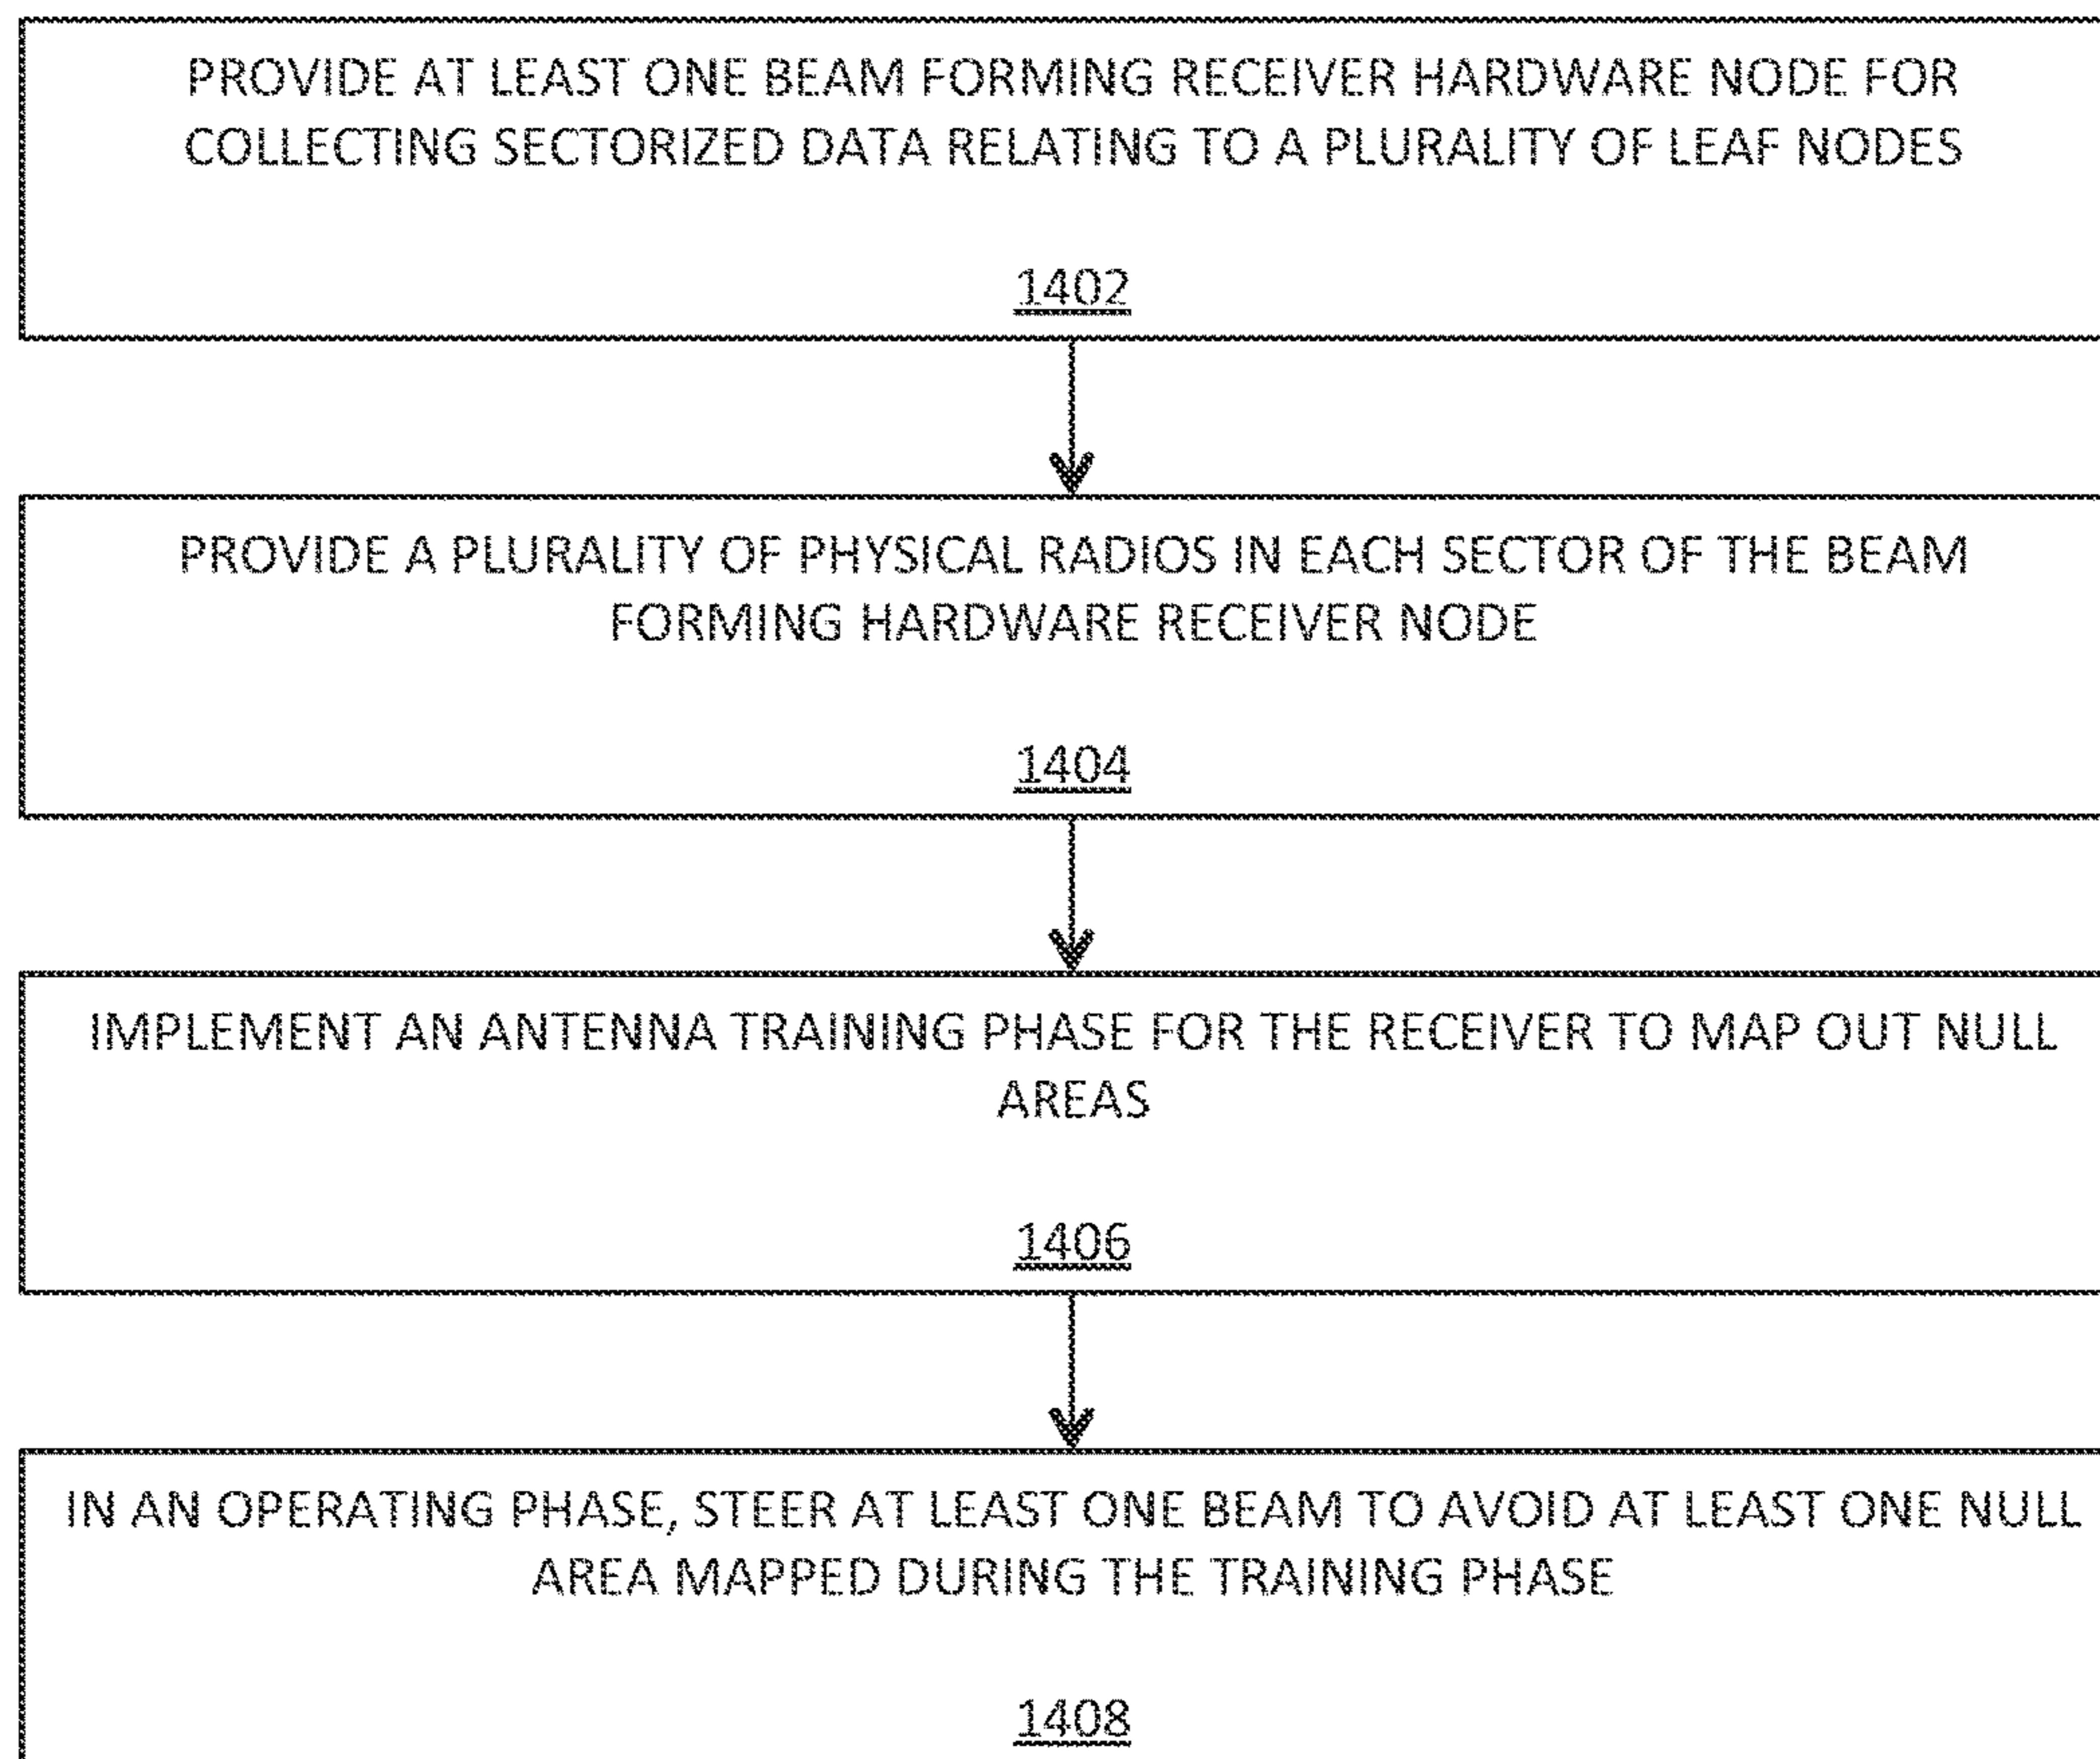 PROVIDE AT LEAST ONE BEAM FORMING RECEIVER HARDWARE NODE FOR
COLLECTING SECTORIZED DATA RELATING TO A PLURALITY OF LEAF NODES
1402
PROVIDE A PLURALITY OF PHYSICAL RADIOS IN EACH SECTOR OF THE BEAM
FORMING HARDWARE RECEIVER NODE
1404
IMPLEMENT AN ANTENNA TRAINING PHASE FOR THE RECEIVER TO MAP OUT NULL
AREAS
1406
IN AN OPERATING PHASE, STEER AT LEAST ONE BEAM TO AVOID AT LEAST ONE NULL
AREA MAPPED DURING THE TRAINING PHASE
1408